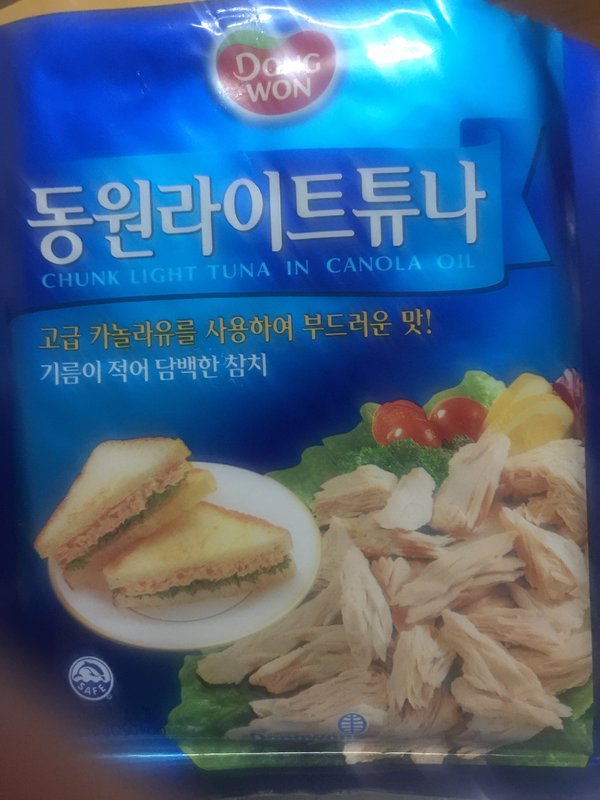 DONG
WON
동원라이트튜나
CHUNK LIGHT TUNA IN CANOLA OIL
고급 카놀라유를 사용하여 부드러운 맛!
기름이 적어 담백한 참치
SAFE